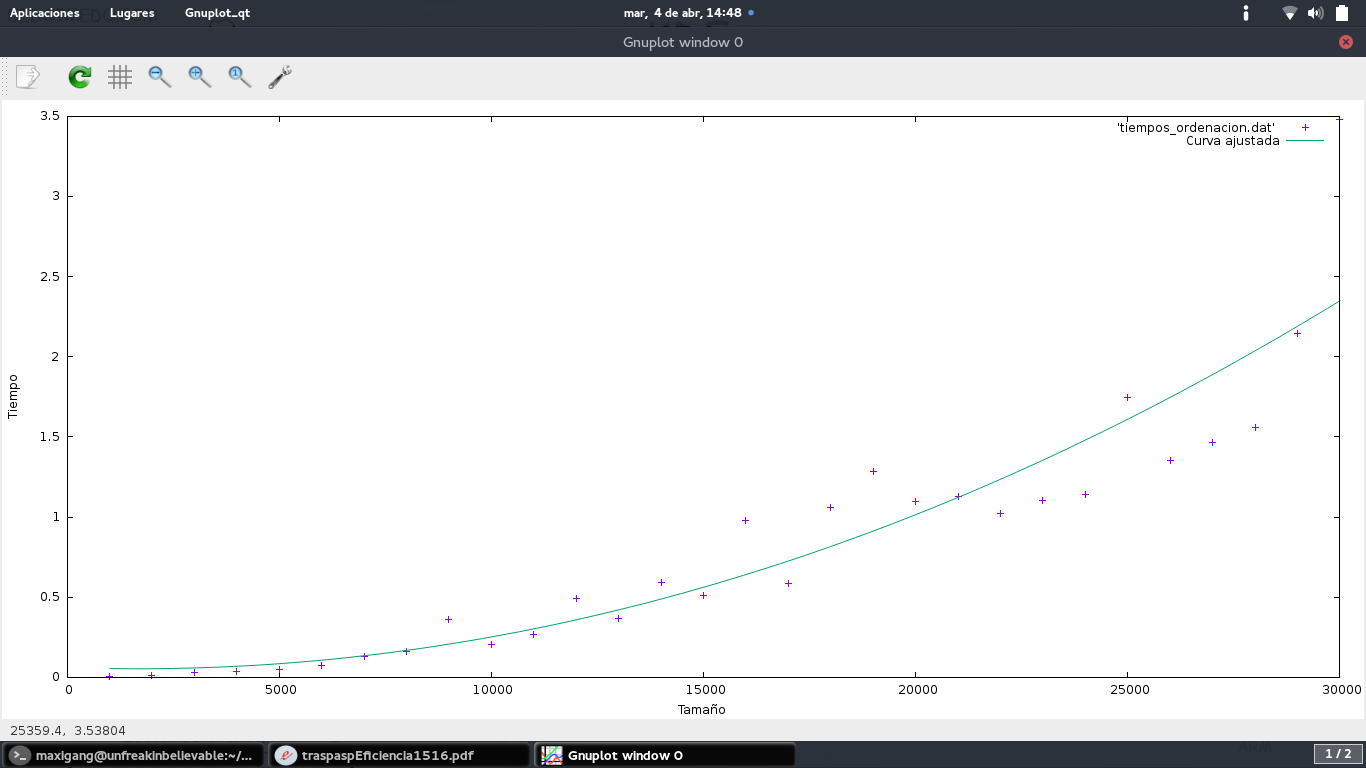 Aplicaciones Lugares Gnuplot_qt mar, 4 de abr, 14:48
Gnuplot window 0
3.5
'tiempos_ordenacion.dat'
Curva ajustada
3
2.5
2
Tiempo
1.5
1
0.5
0
0 5000 10000 15000 20000 25000 30000
Tamaño
25359.4, 3.53804
maxigang@unfreakinbelievable:~/... traspaspEficiencia1516.pdf Gnuplot window 0 1 / 2